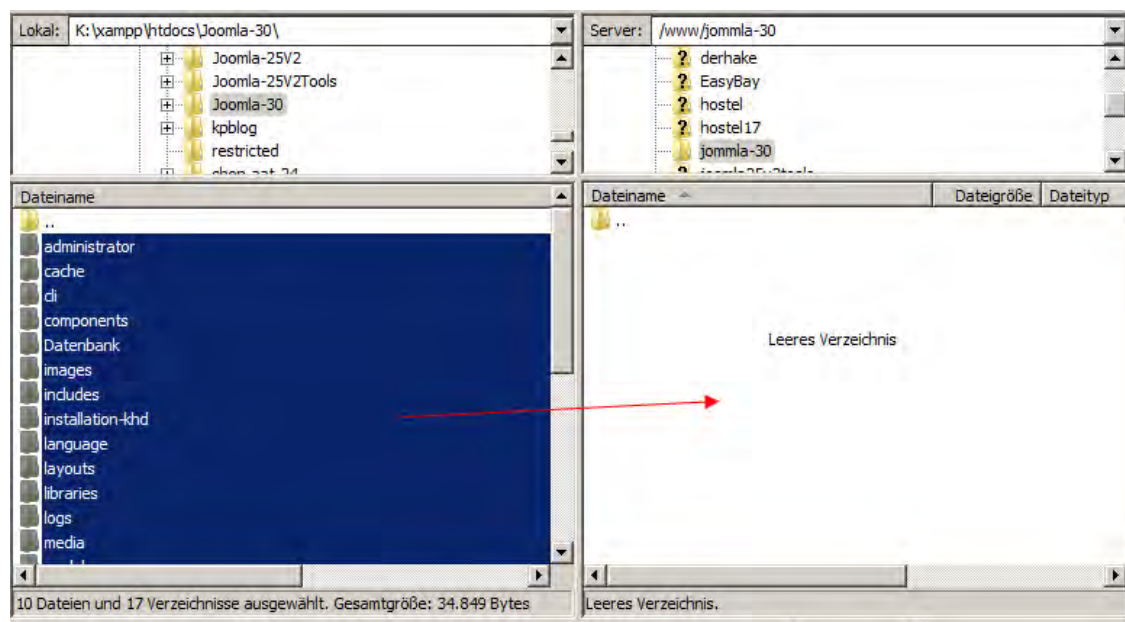 Lokal: K:\xampp\htdocs\Joomla-30\
Joomla-25V2
Joomla-25V2Tools
Joomla-30
kpblog
restricted
Server: /www/jommla-30
derhake
EasyBay
hostel
hostel17
jommla-30
Dateiname
..
administrator
cache
cli
components
Datenbank
images
includes
installation-khd
language
layouts
libraries
logs
media
10 Dateien und 17 Verzeichnisse ausgewählt. Gesamtgröße: 34.849 Bytes
Dateiname Dateigröße Dateityp
..
Leeres Verzeichnis
Leeres Verzeichnis.